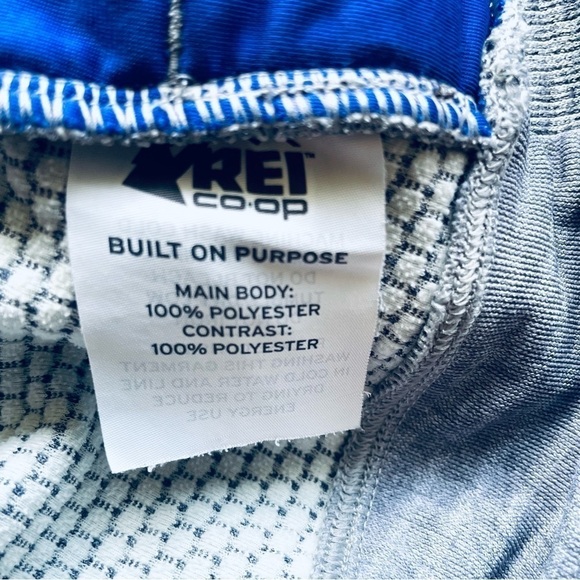 REI
CO·OP
BUILT ON PURPOSE
MAIN BODY:
100% POLYESTER
CONTRAST:
100% POLYESTER
WASHING THIS GARMENT
IN COLD WATER AND LINE
DRYING TO REDUCE
ENERGY USE